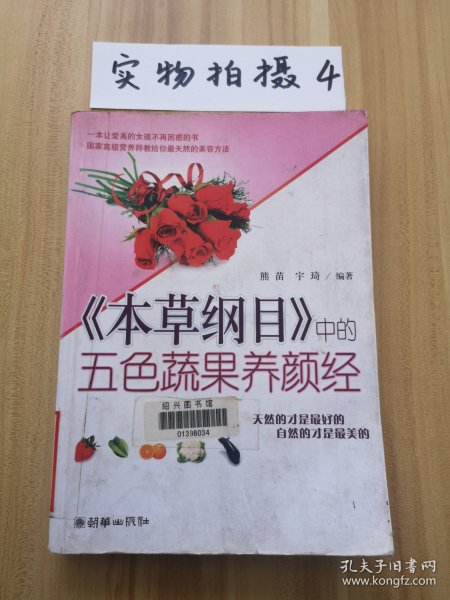 实物拍摄4
一本让爱美的女孩不再困惑的书
国家高级营养师教给你最天然的美容方法
熊苗 宇琦 / 编著
《本草纲目》中的
五色蔬果养颜经
绍兴图书馆
01398034
天然的才是最好的
自然的才是最美的
朝华出版社
孔夫子旧书网
www.kongfz.com